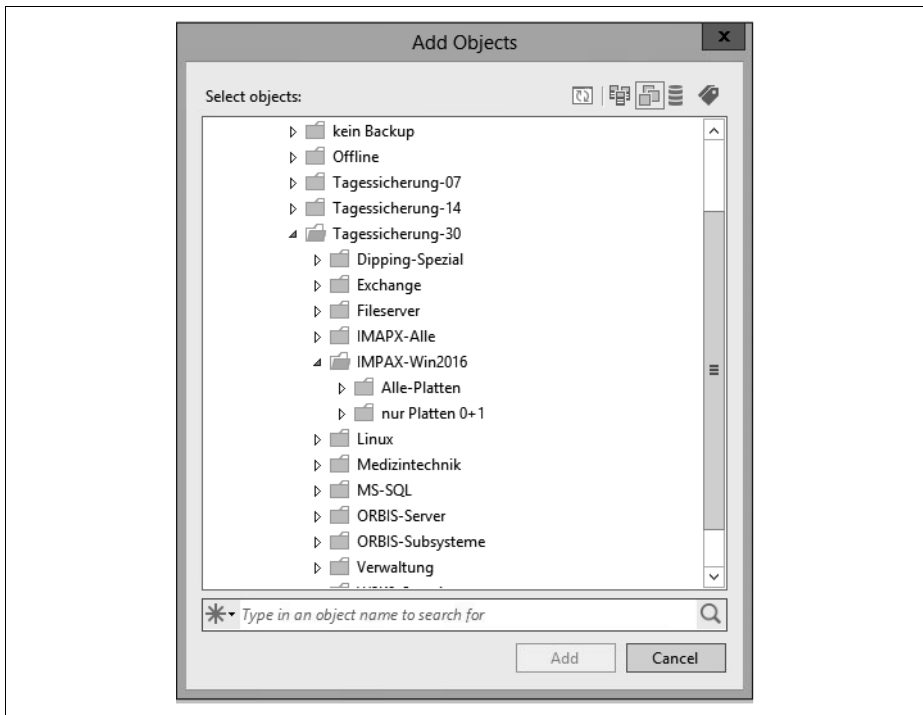 Add Objects
x
Select objects:
kein Backup
Offline
Tagessicherung-07
Tagessicherung-14
Tagessicherung-30
Dipping-Spezial
Exchange
Fileserver
IMAPX-Alle
IMPAX-Win2016
Alle-Platten
nur Platten 0+1
Linux
Medizintechnik
MS-SQL
ORBIS-Server
ORBIS-Subsysteme
Verwaltung
Type in an object name to search for
Add
Cancel